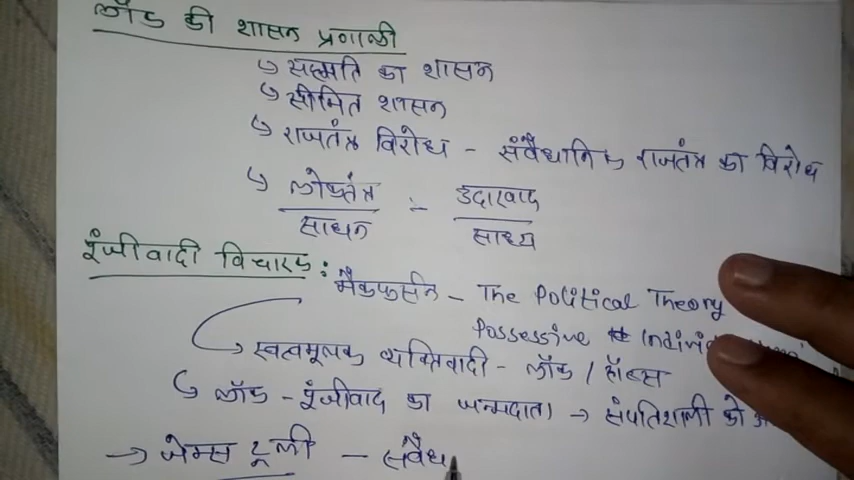 लॉक की शासन प्रणाली
सहमति का शासन
सीमित शासन
राजतंत्र विरोध - संवैधानिक राजतंत्र का विरोध
लोकतंत्र - उदारवाद
साधन साध्य
पूंजीवादी विचारक :
मैकफर्सन - The Political Theory
Possessive
स्वत्वमूलक व्यक्तिवादी - लॉक / हॉब्स
लॉक - पूंजीवाद का जन्मदाता → संपतिशाली को
→ जेम्स टूली - संवैध